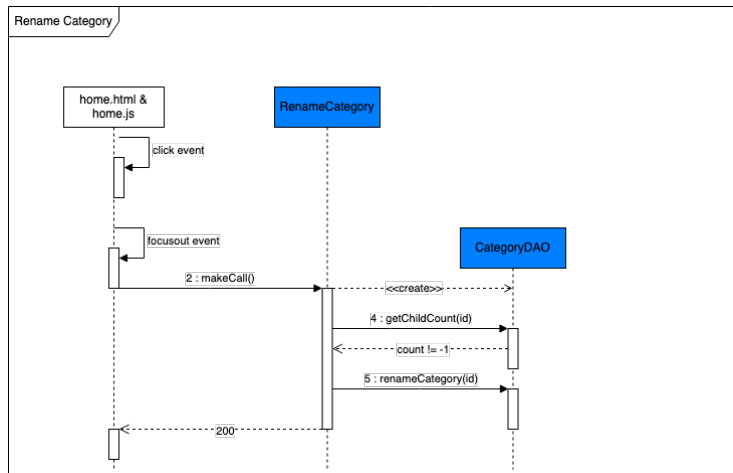 Rename Category
home.html &
home.js
RenameCategory
click event
focusout event
CategoryDAO
2 : makeCall()
<<create>>
4 : getChildCount(id)
count != -1
5 : renameCategory(id)
200